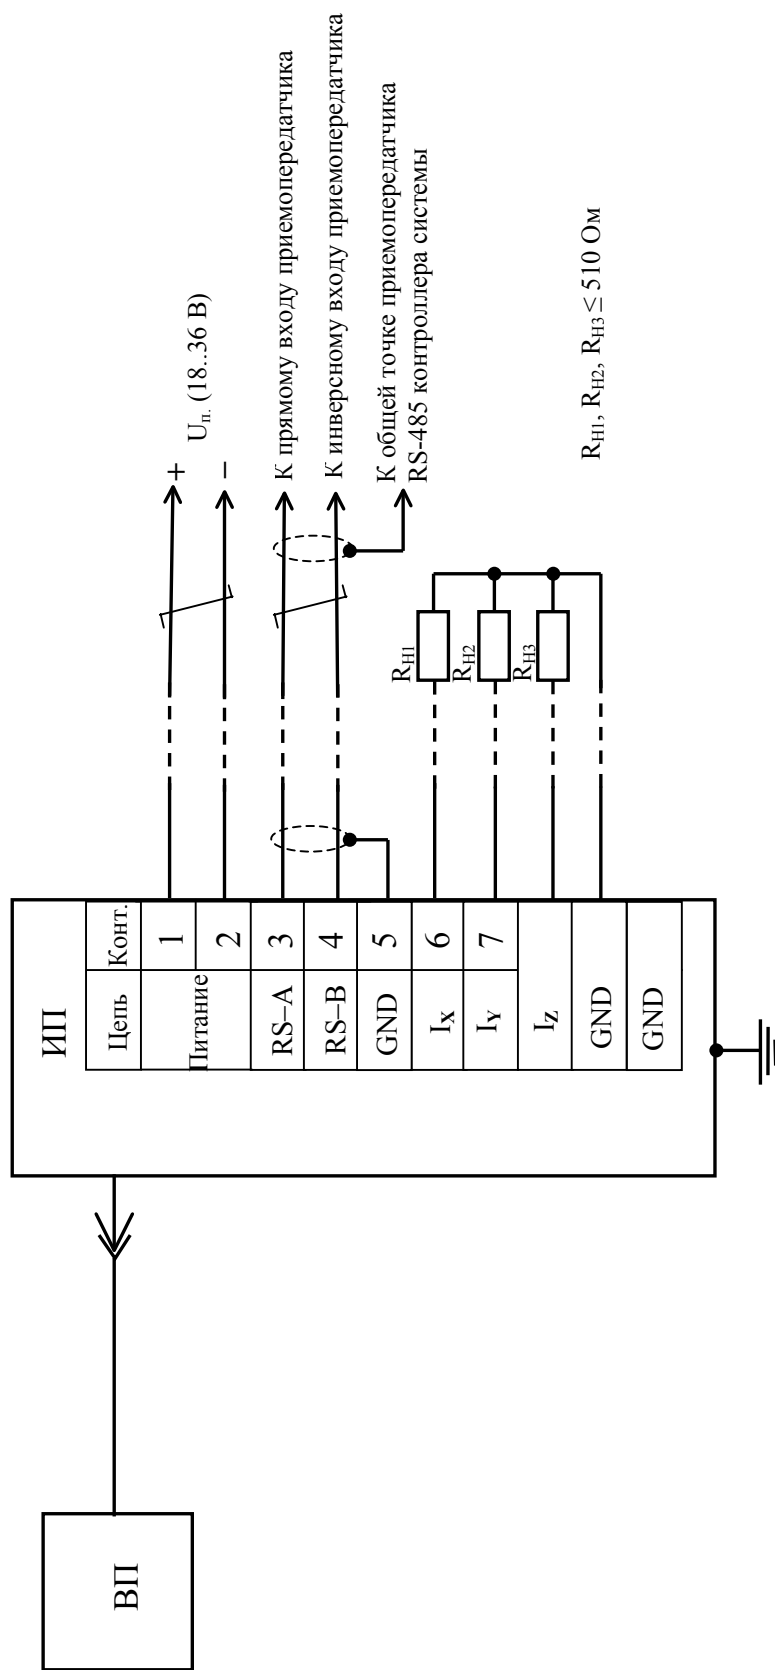 ВП
ИП
Цепь Конт.
Питание 1
2
RS–A 3
RS–B 4
GND 5
IX 6
IY 7
IZ
GND
GND
+
Uп. (18..36 В)
–
К прямому входу приемопередатчика
К инверсному входу приемопередатчика
К общей точке приемопередатчика
RS-485 контроллера системы
RН1
RН2
RН3
RН1, RН2, RН3 ≤ 510 Ом